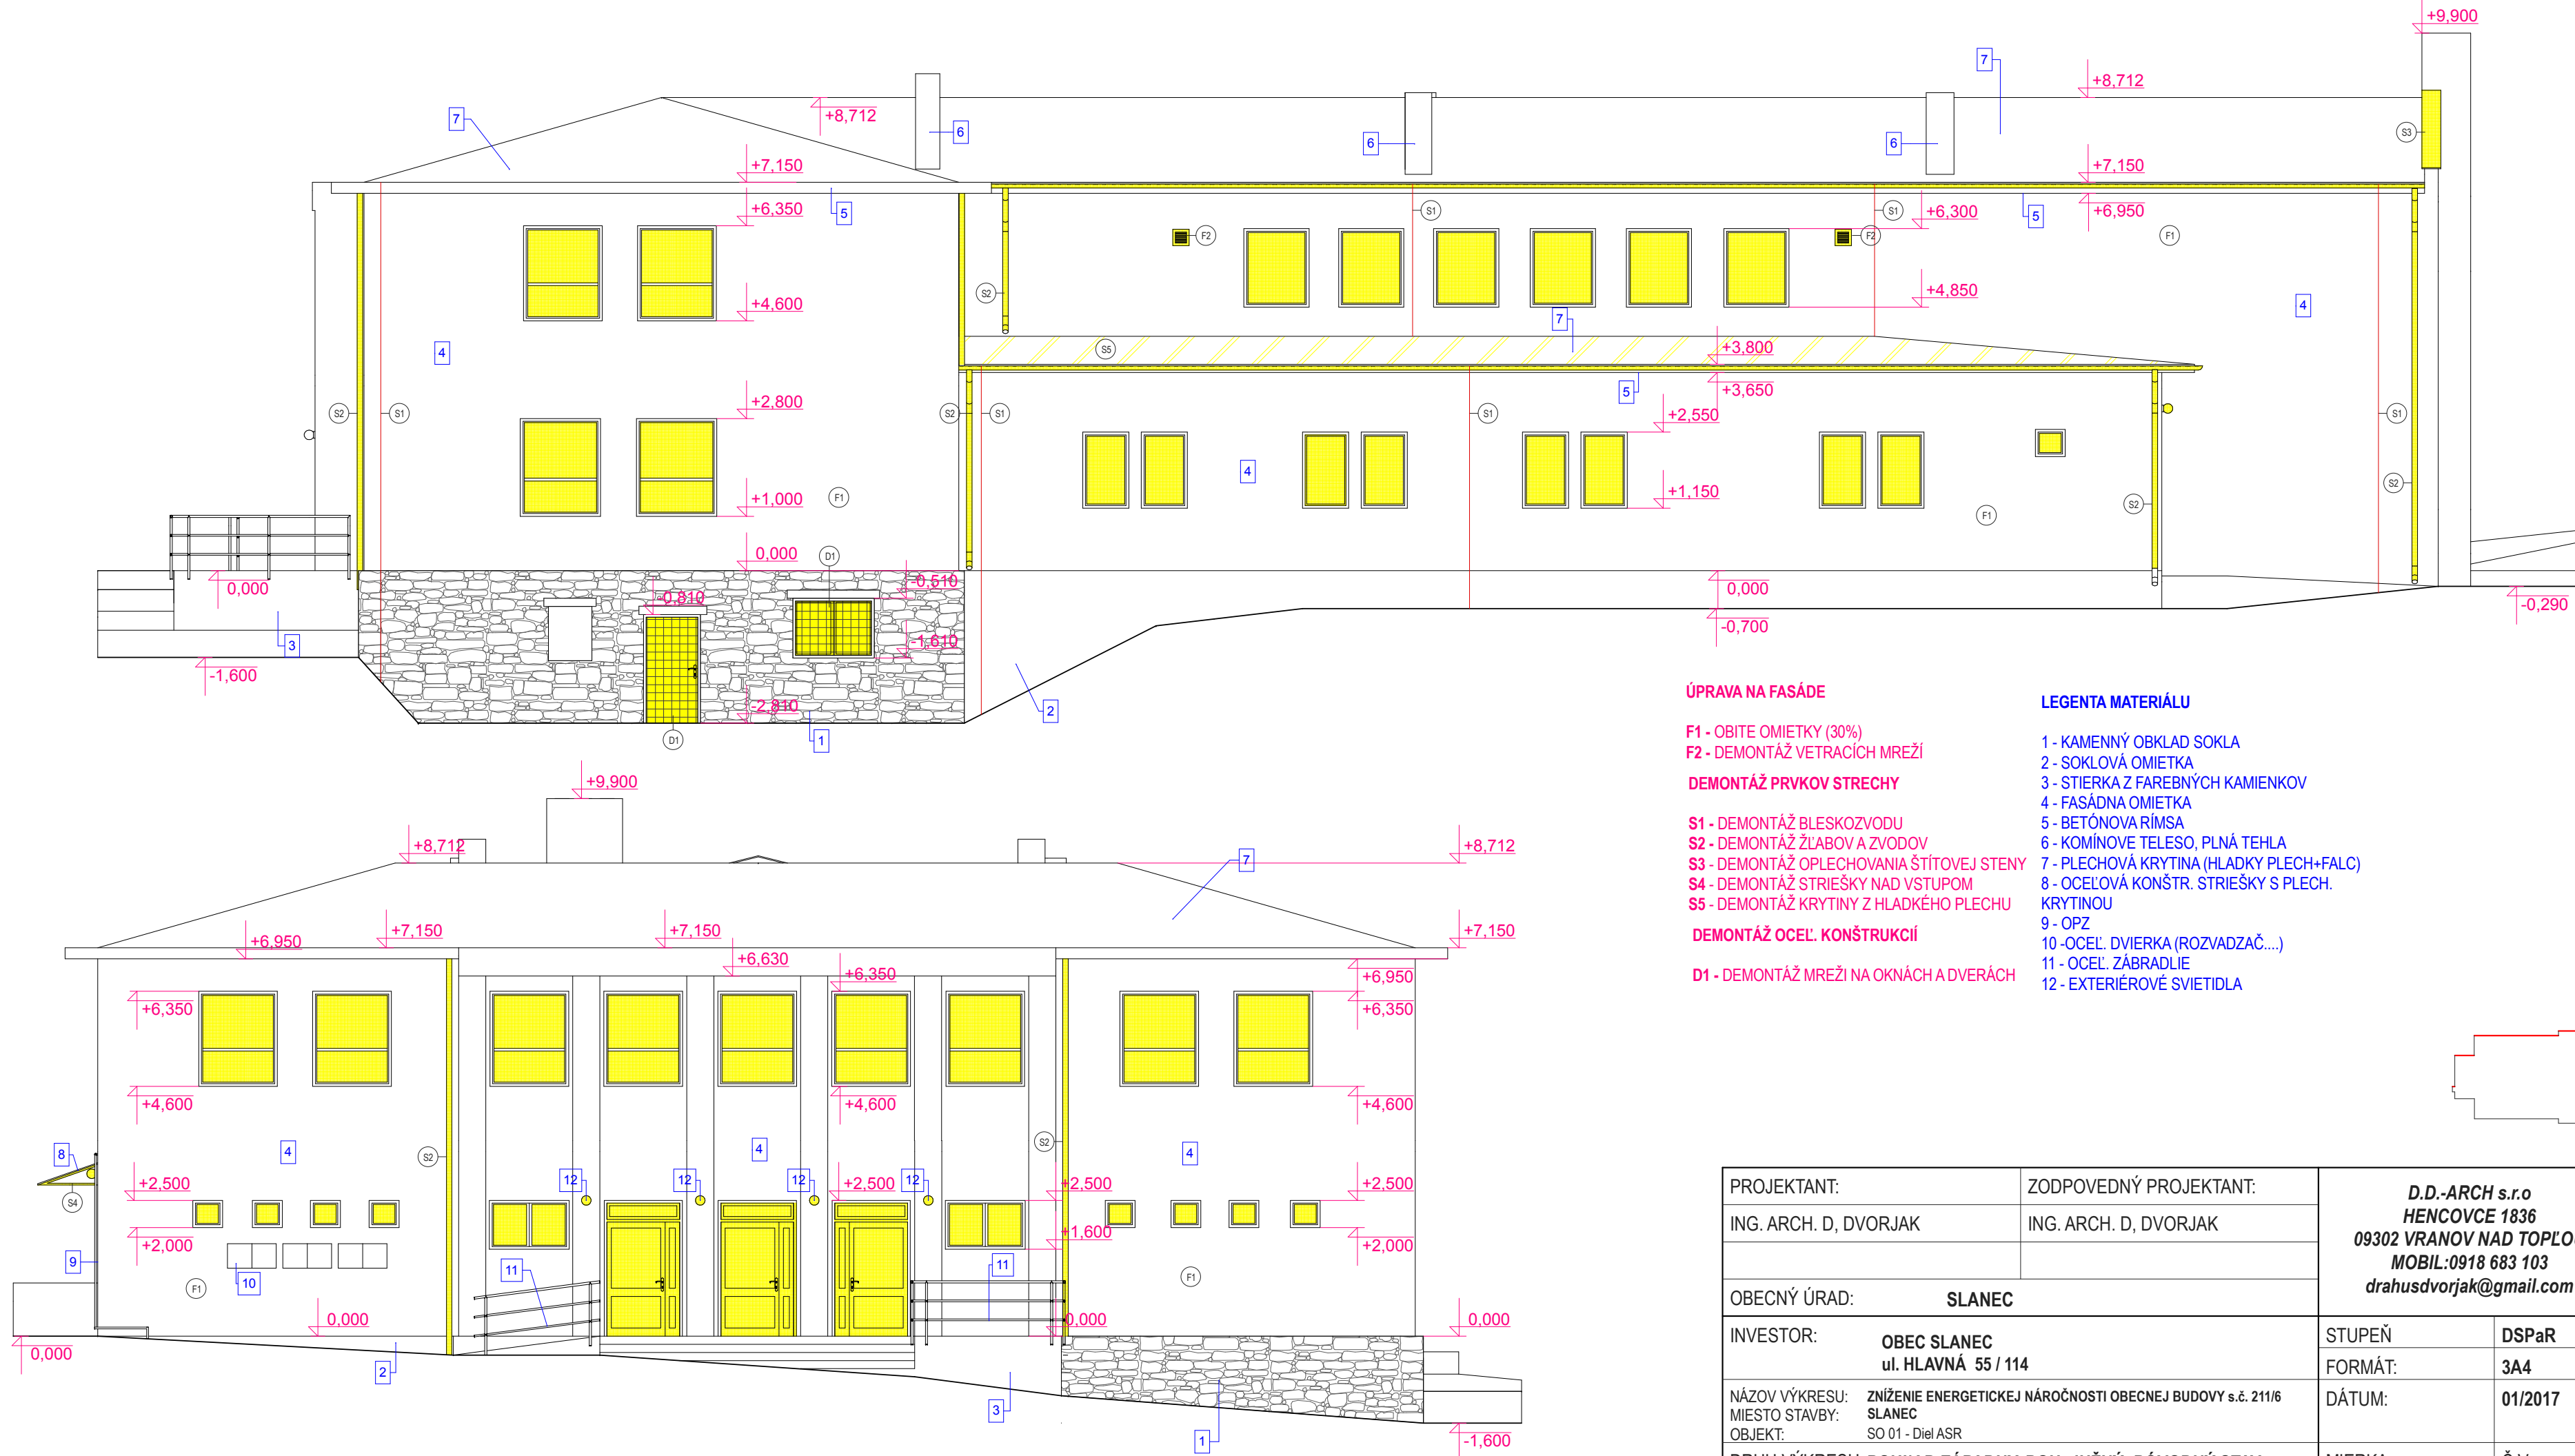 +9,900
7
+8,712
+8,712
7
6
6
6
S3
+7,150
+7,150
+6,350
5
S1
S1
+6,300
5
+6,950
F2
F2
F1
S2
+4,600
+4,850
4
7
4
S5
+3,800
5
+3,650
+2,800
S2
S1
S2
S1
+2,550
S1
S1
4
+1,000
F1
+1,150
S2
S2
F1
0,000
D1
0,000
-0,510
-0,810
0,000
-0,290
-0,700
3
-1,610
-1,600
-2,810
1
D1
2
ÚPRAVA NA FASÁDE
F1 - OBITE OMIETKY (30%)
F2 - DEMONTÁŽ VETRACÍCH MREŽÍ
DEMONTÁŽ PRVKOV STRECHY
S1 - DEMONTÁŽ BLESKOZVODU
S2 - DEMONTÁŽ ŽĽABOV A ZVODOV
S3 - DEMONTÁŽ OPLECHOVANIA ŠTÍTOVEJ STENY
S4 - DEMONTÁŽ STRIEŠKY NAD VSTUPOM
S5 - DEMONTÁŽ KRYTINY Z HLADKÉHO PLECHU
DEMONTÁŽ OCEĽ. KONŠTRUKCIÍ
D1 - DEMONTÁŽ MREŽI NA OKNÁCH A DVERÁCH
LEGENTA MATERIÁLU
1 - KAMENNÝ OBKLAD SOKLA
2 - SOKLOVÁ OMIETKA
3 - STIERKA Z FAREBNÝCH KAMIENKOV
4 - FASÁDNA OMIETKA
5 - BETÓNOVA RÍMSA
6 - KOMÍNOVE TELESO, PLNÁ TEHLA
7 - PLECHOVÁ KRYTINA (HLADKY PLECH+FALC)
8 - OCEĽOVÁ KONŠTR. STRIEŠKY S PLECH.
KRYTINOU
9 - OPZ
10 -OCEĽ. DVIERKA (ROZVADZAČ....)
11 - OCEĽ. ZÁBRADLIE
12 - EXTERIÉROVÉ SVIETIDLA
+9,900
+8,712
+8,712
7
+6,950
+7,150
+7,150
+7,150
+6,630
+6,350
+6,950
+6,350
+6,350
+4,600
+4,600
+4,600
4
S2
4
S2
4
8
S4
+2,500
12
12
12
+2,500
12
+2,500
+2,500
+2,000
+1,600
+2,000
9
10
F1
11
11
F1
0,000
0,000
0,000
0,000
2
3
1
-1,600
PROJEKTANT:
ZODPOVEDNÝ PROJEKTANT:
ING. ARCH. D, DVORJAK
ING. ARCH. D, DVORJAK
D.D.-ARCH s.r.o
HENCOVCE 1836
09302 VRANOV NAD TOPĽO
MOBIL:0918 683 103
drahusdvorjak@gmail.com
OBECNÝ ÚRAD: SLANEC
INVESTOR: OBEC SLANEC
ul. HLAVNÁ 55 / 114
STUPEŇ DSPaR
FORMÁT: 3A4
DÁTUM: 01/2017
NÁZOV VÝKRESU: ZNÍŽENIE ENERGETICKEJ NÁROČNOSTI OBECNEJ BUDOVY s.č. 211/6
MIESTO STAVBY: SLANEC
OBJEKT: SO 01 - Diel ASR